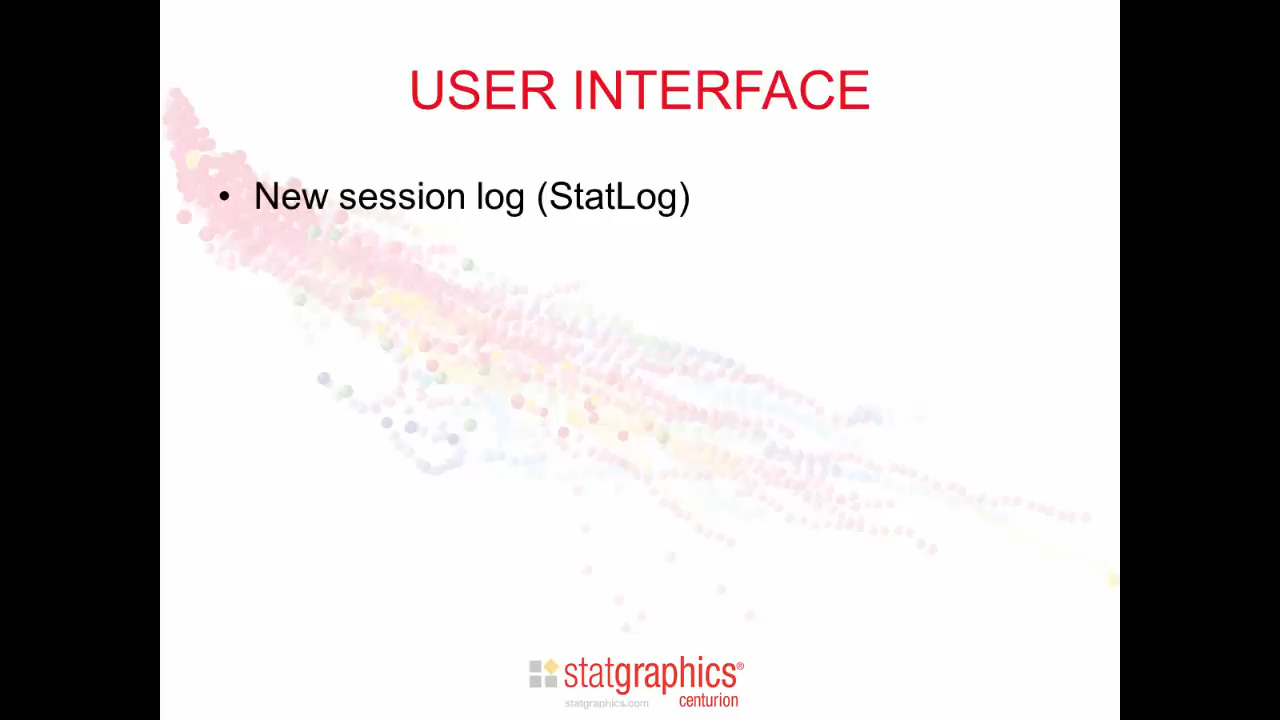 USER INTERFACE
• New session log (StatLog)
statgraphics®
centurion
statgraphics.com